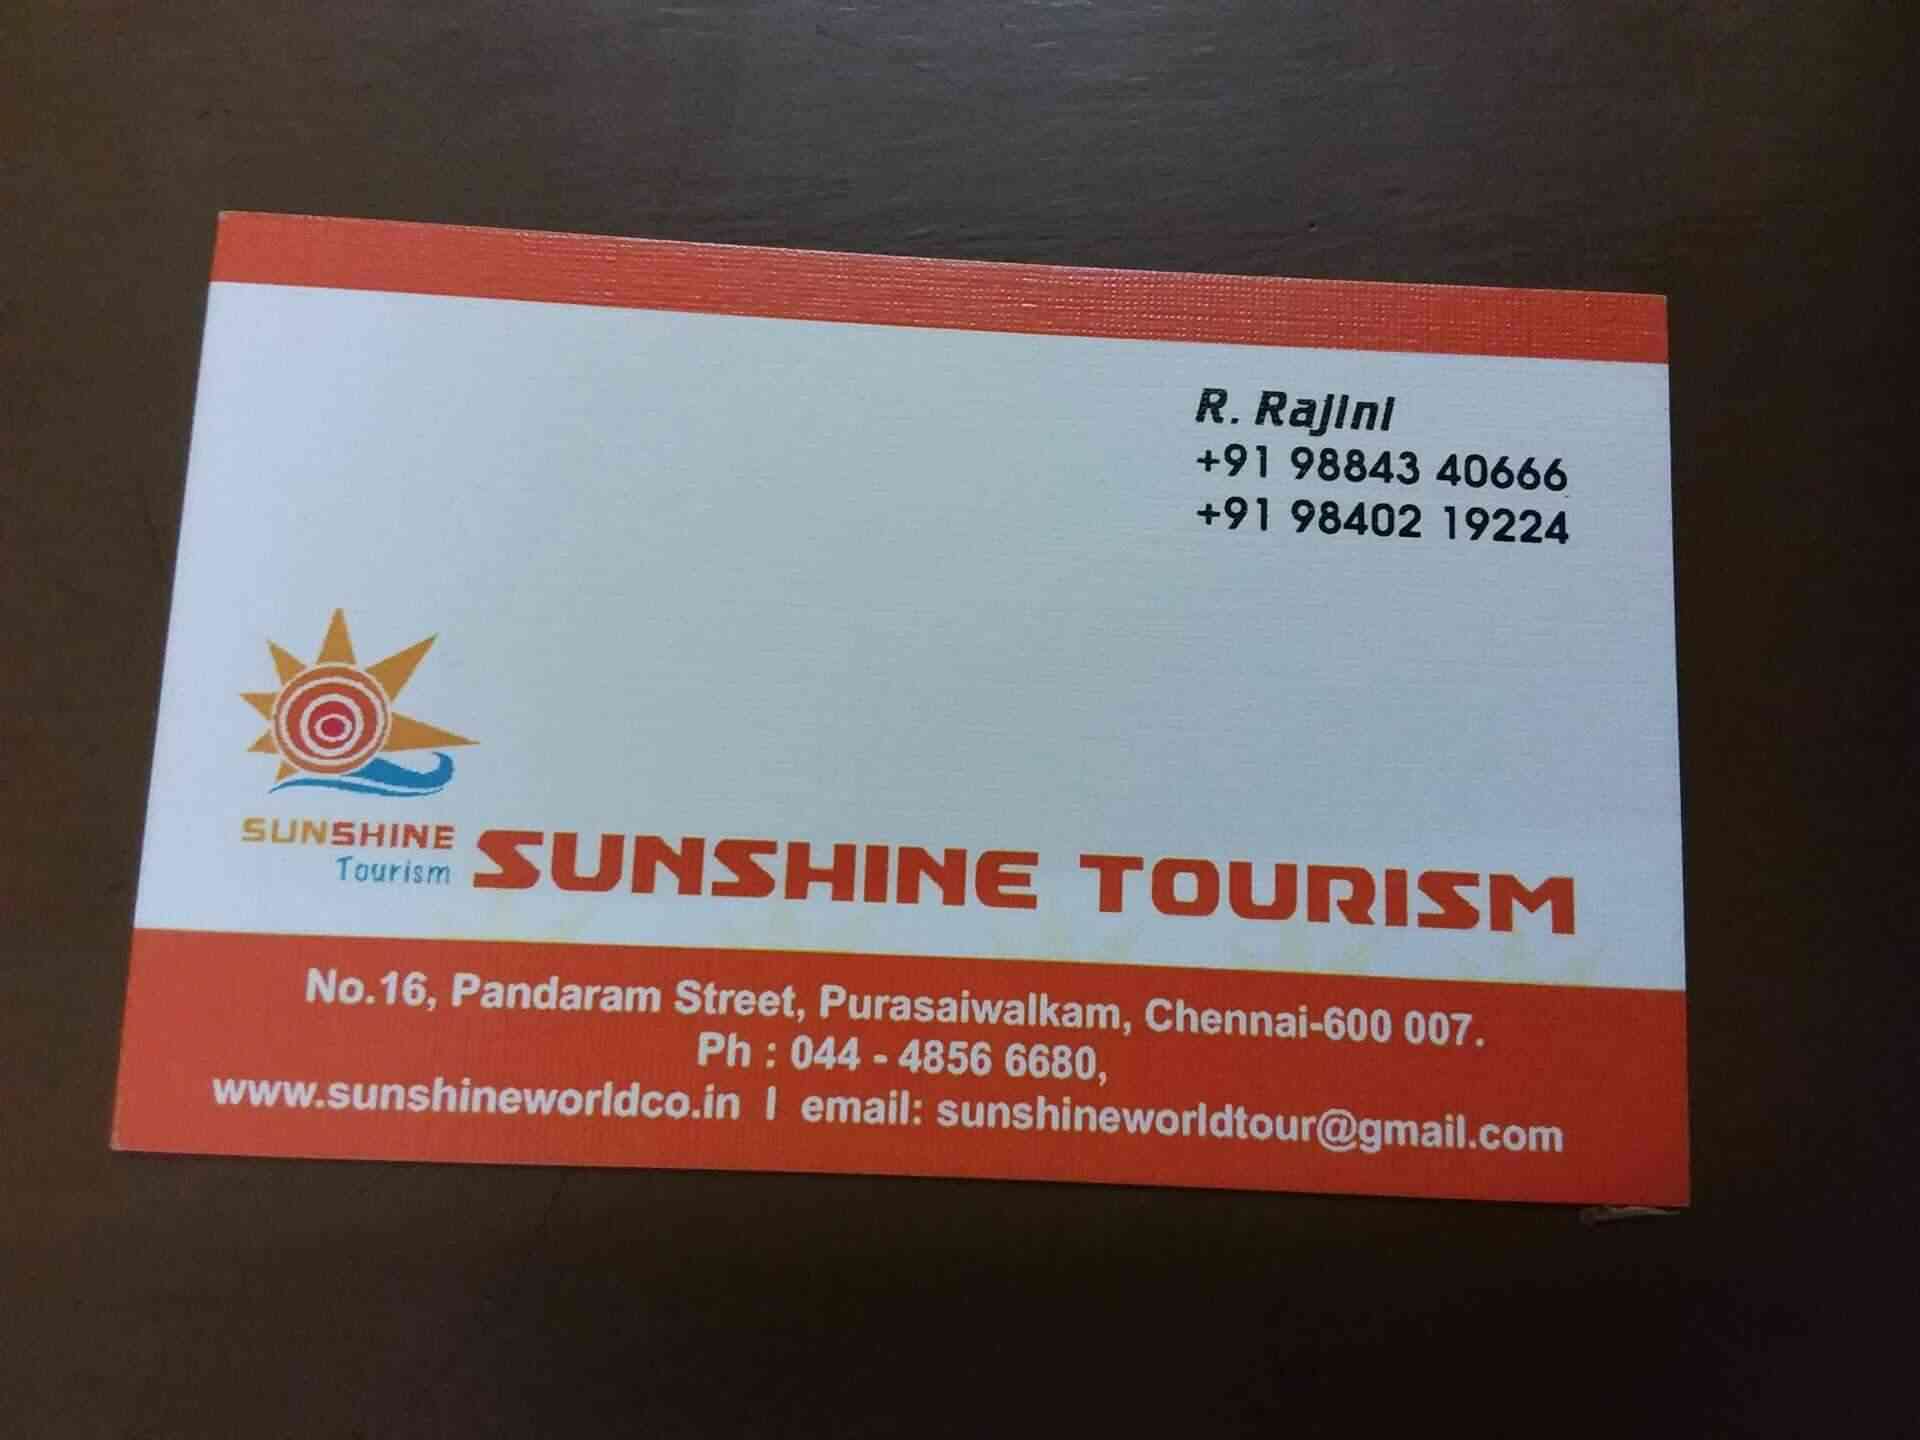 R. Rajini
+91 98843 40666
+91 98402 19224
SUNSHINE
Tourism
SUNSHINE TOURISM
No.16, Pandaram Street, Purasaiwalkam, Chennai-600 007.
Ph : 044 - 4856 6680,
www.sunshineworldco.in | email: sunshineworldtour@gmail.com